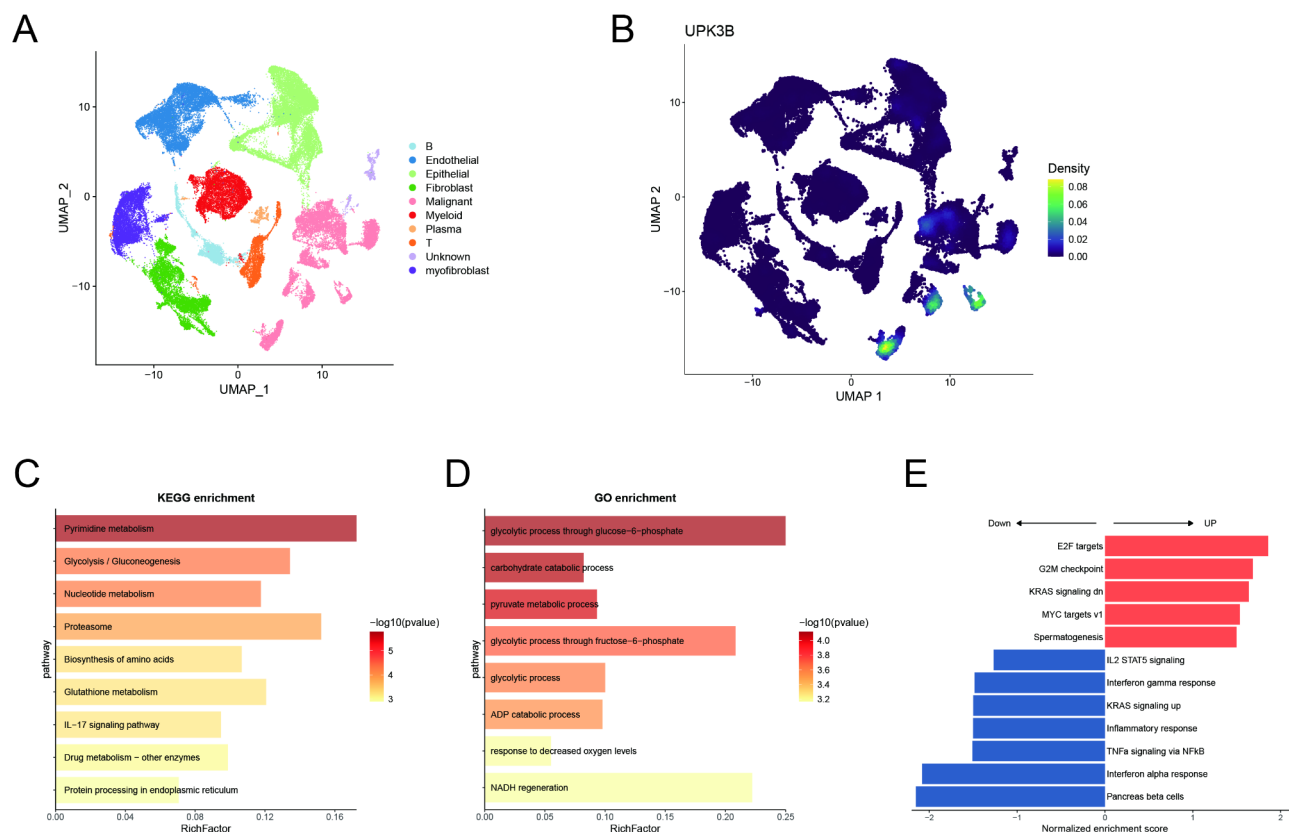 A
10
0
−10
−10
0
10
UMAP_2
UMAP_1
B
Endothelial
Epithelial
Fibroblast
Malignant
Myeloid
Plasma
T
Unknown
myofibroblast
B
UPK3B
10
0
−10
−10
0
10
UMAP 2
UMAP 1
Density
0.08
0.06
0.04
0.02
0.00
C
KEGG enrichment
Pyrimidine metabolism
Glycolysis / Gluconeogenesis
Nucleotide metabolism
Proteasome
Biosynthesis of amino acids
Glutathione metabolism
IL−17 signaling pathway
Drug metabolism − other enzymes
Protein processing in endoplasmic reticulum
pathway
0.00 0.04 0.08 0.12 0.16
RichFactor
−log10(pvalue)
5
4
3
D
GO enrichment
glycolytic process through glucose−6−phosphate
carbohydrate catabolic process
pyruvate metabolic process
glycolytic process through fructose−6−phosphate
glycolytic process
ADP catabolic process
response to decreased oxygen levels
NADH regeneration
pathway
0.00 0.05 0.10 0.15 0.20 0.25
RichFactor
−log10(pvalue)
4.0
3.8
3.6
3.4
3.2
E
Down UP
E2F targets
G2M checkpoint
KRAS signaling dn
MYC targets v1
Spermatogenesis
IL2 STAT5 signaling
Interferon gamma response
KRAS signaling up
Inflammatory response
TNFa signaling via NFkB
Interferon alpha response
Pancreas beta cells
−2 −1 0 1 2
Normalized enrichment score